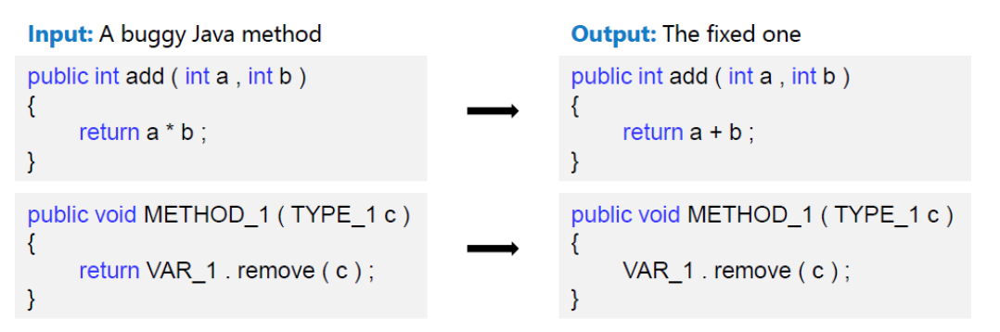 Input: A buggy Java method
public int add ( int a , int b )
{
return a * b ;
}
public void METHOD_1 ( TYPE_1 c )
{
return VAR_1 . remove ( c ) ;
}
Output: The fixed one
public int add ( int a , int b )
{
return a + b ;
}
public void METHOD_1 ( TYPE_1 c )
{
VAR_1 . remove ( c ) ;
}